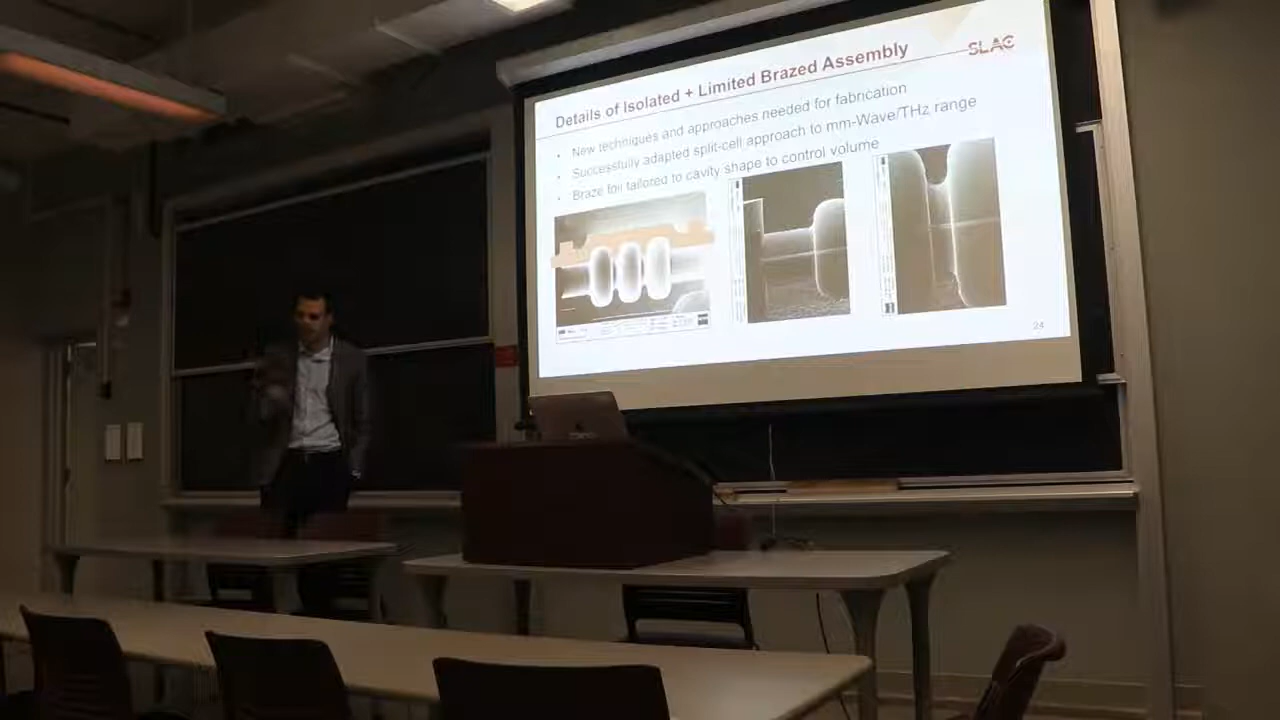 Details of Isolated + Limited Brazed Assembly
SLAC
• New techniques and approaches needed for fabrication
• Successfully adapted split-cell approach to mm-Wave/THz range
• Braze foil tailored to cavity shape to control volume
24